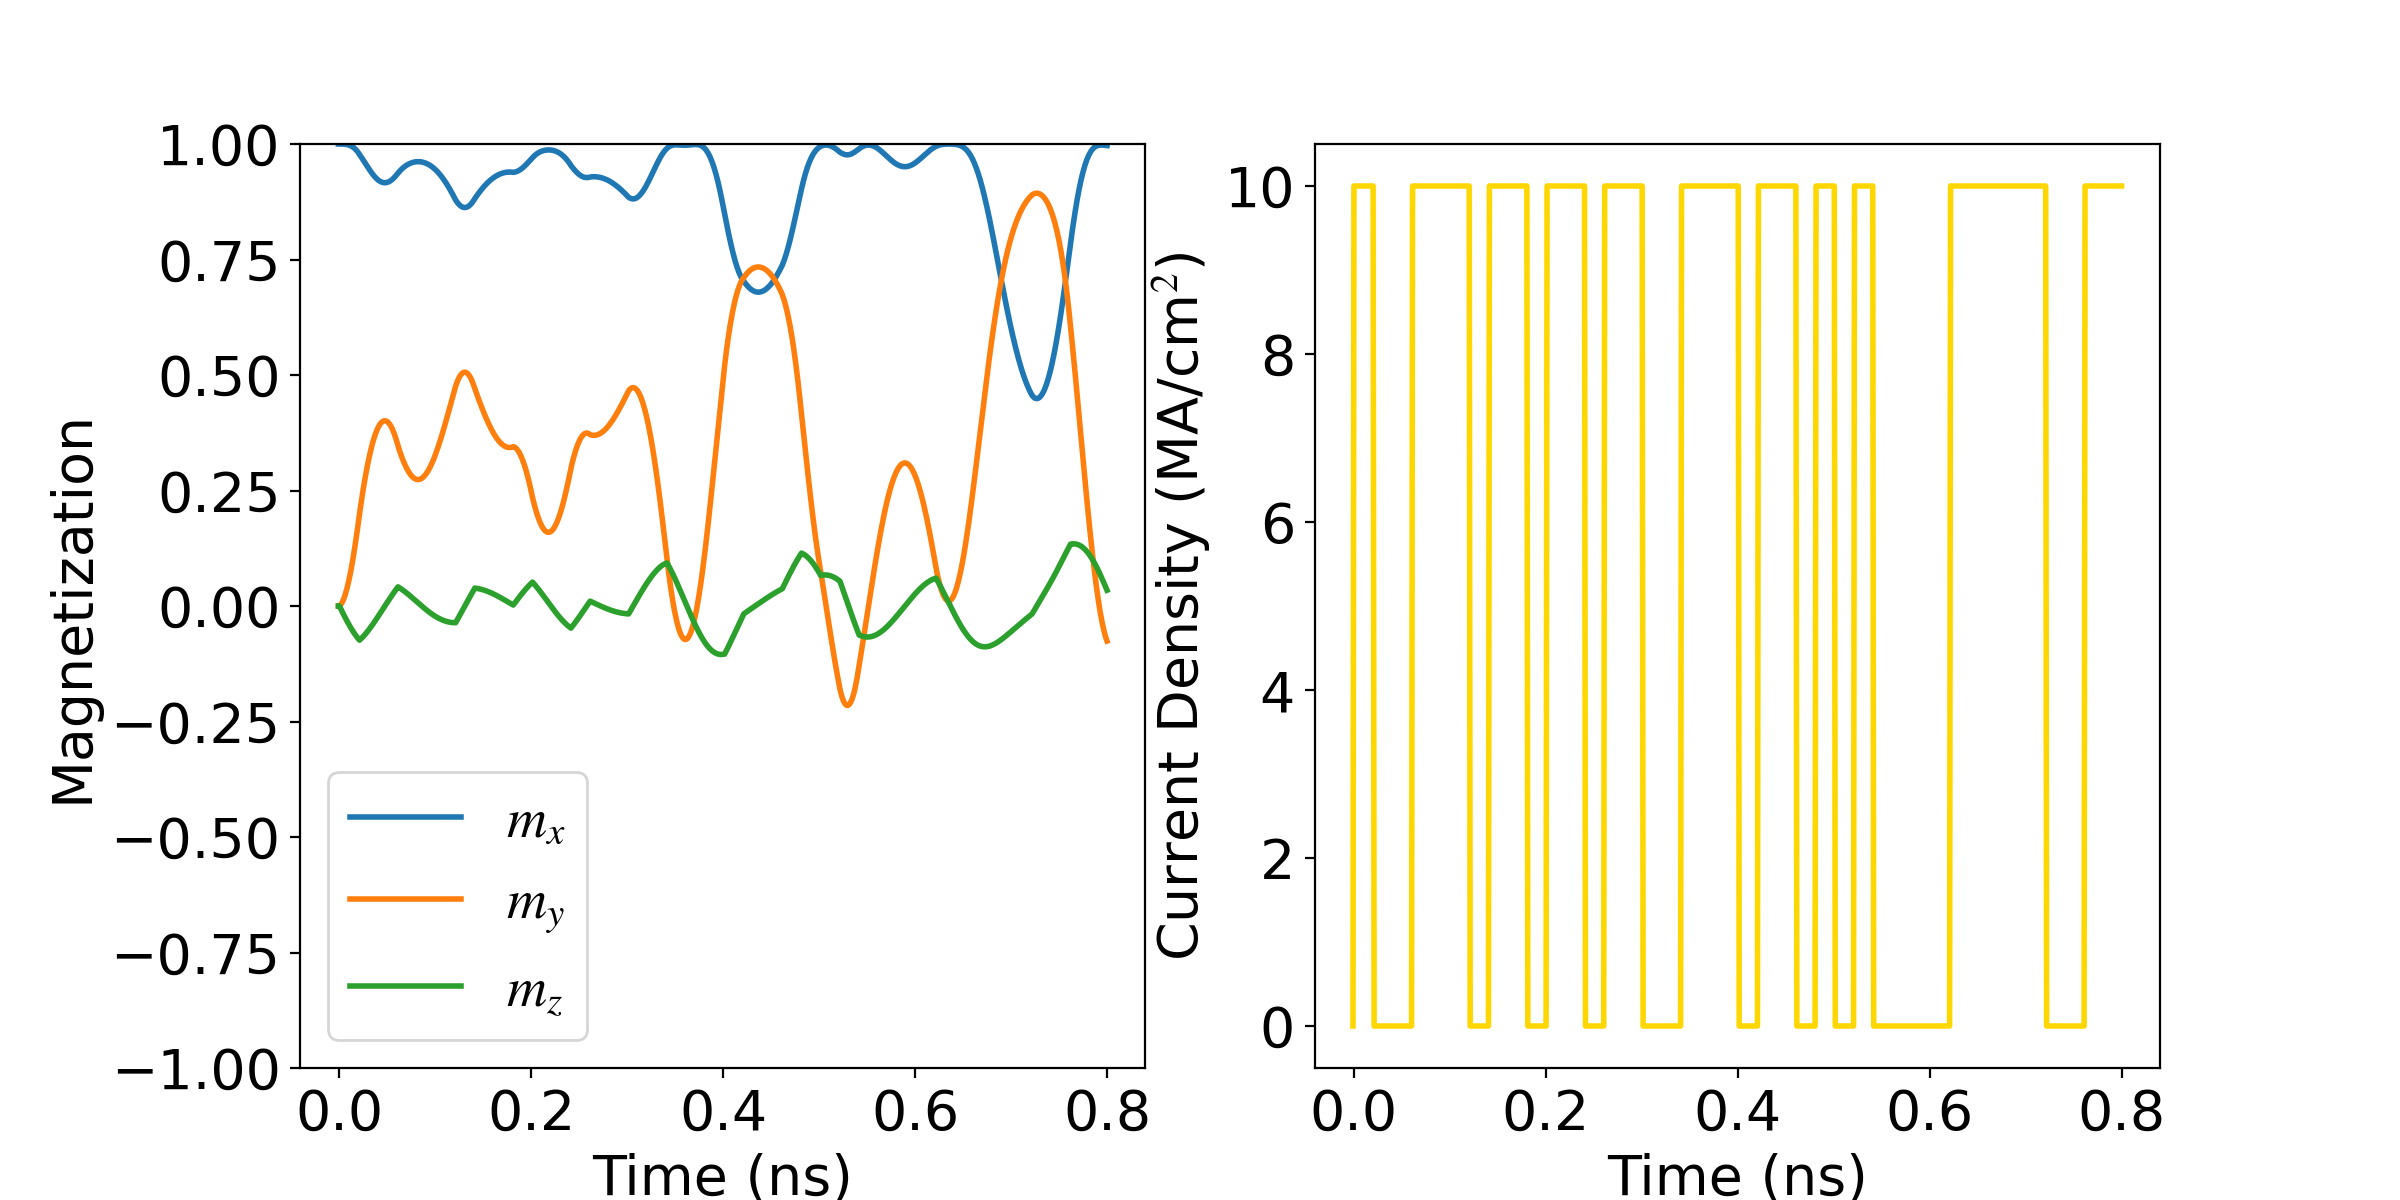 Magnetization
1.00
0.75
0.50
0.25
0.00
−0.25
−0.50
−0.75
−1.00
m_x
m_y
m_z
0.0 0.2 0.4 0.6 0.8
Time (ns)
Current Density (MA/cm²)
10
8
6
4
2
0
0.0 0.2 0.4 0.6 0.8
Time (ns)